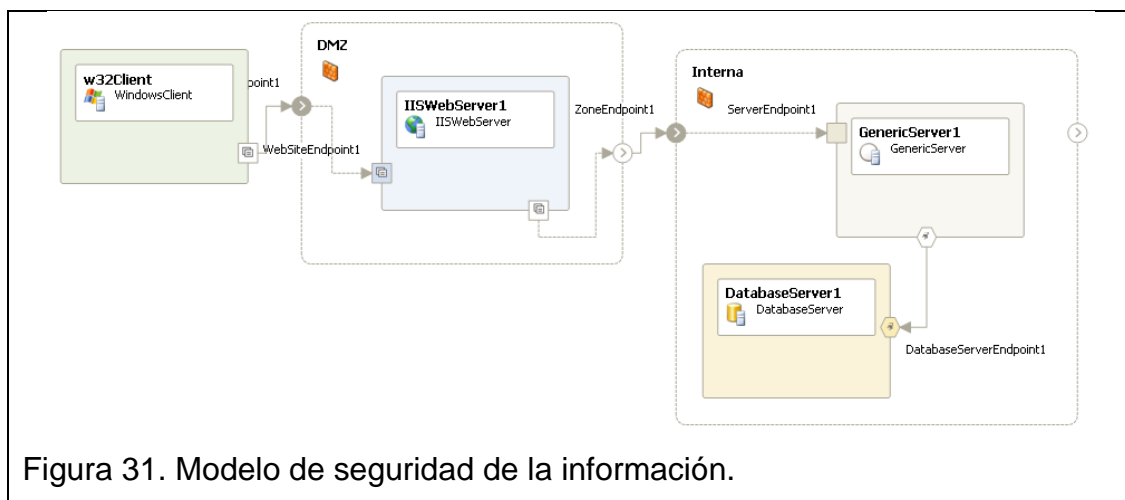 DMZ
w32Client
WindowsClient
point1
IISWebServer1
IISWebServer
WebSiteEndpoint1
ZoneEndpoint1
Interna
ServerEndpoint1
GenericServer1
GenericServer
DatabaseServer1
DatabaseServer
DatabaseServerEndpoint1
Figura 31. Modelo de seguridad de la información.